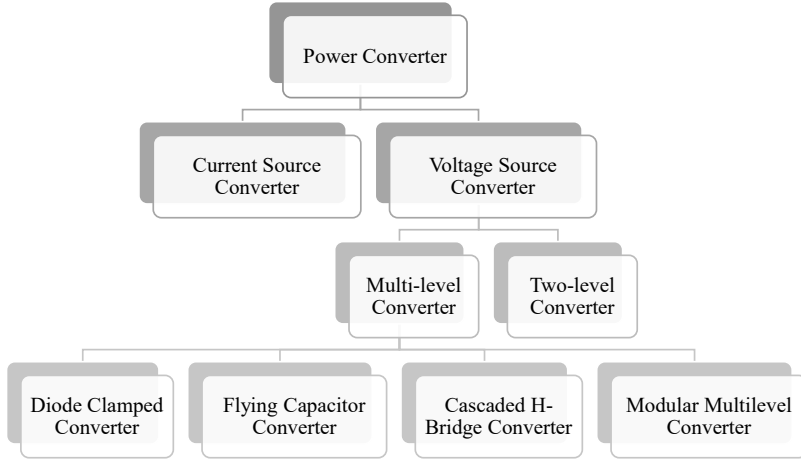 Power Converter
Current Source
Converter
Voltage Source
Converter
Multi-level
Converter
Two-level
Converter
Diode Clamped
Converter
Flying Capacitor
Converter
Cascaded H-
Bridge Converter
Modular Multilevel
Converter